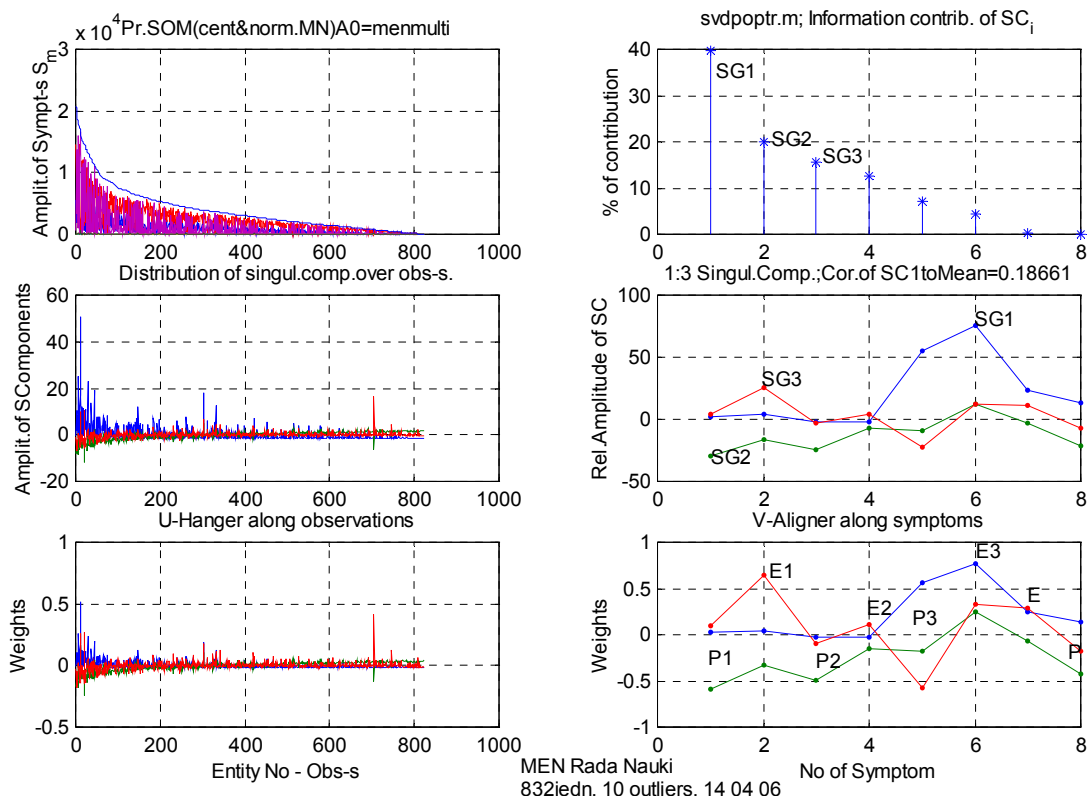 ×10^4 Pr.SOM(cent&norm.MN)A0=menmulti
Amplit.of Sympt-s S_m
3
2
1
0
0 200 400 600 800 1000
svdpoptr.m; Information contrib. of SC_i
% of contribution
40
30
20
10
0
SG1
SG2
SG3
0 2 4 6 8
Distribution of singul.comp.over obs-s.
Amplit.of SComponents
60
40
20
0
-20
0 200 400 600 800 1000
1:3 Singul.Comp.;Cor.of SC1toMean=0.18661
Rel.Amplitude of SC
100
50
0
-50
SG1
SG3
SG2
0 2 4 6 8
U-Hanger along observations
Weights
1
0.5
0
-0.5
0 200 400 600 800 1000
Entity No - Obs-s
V-Aligner along symptoms
Weights
1
0.5
0
-0.5
-1
E3
E1
E
E2
P3
P1
P2
P
0 2 4 6 8
No of Symptom
MEN Rada Nauki
832jedn, 10 outliers, 14 04 06